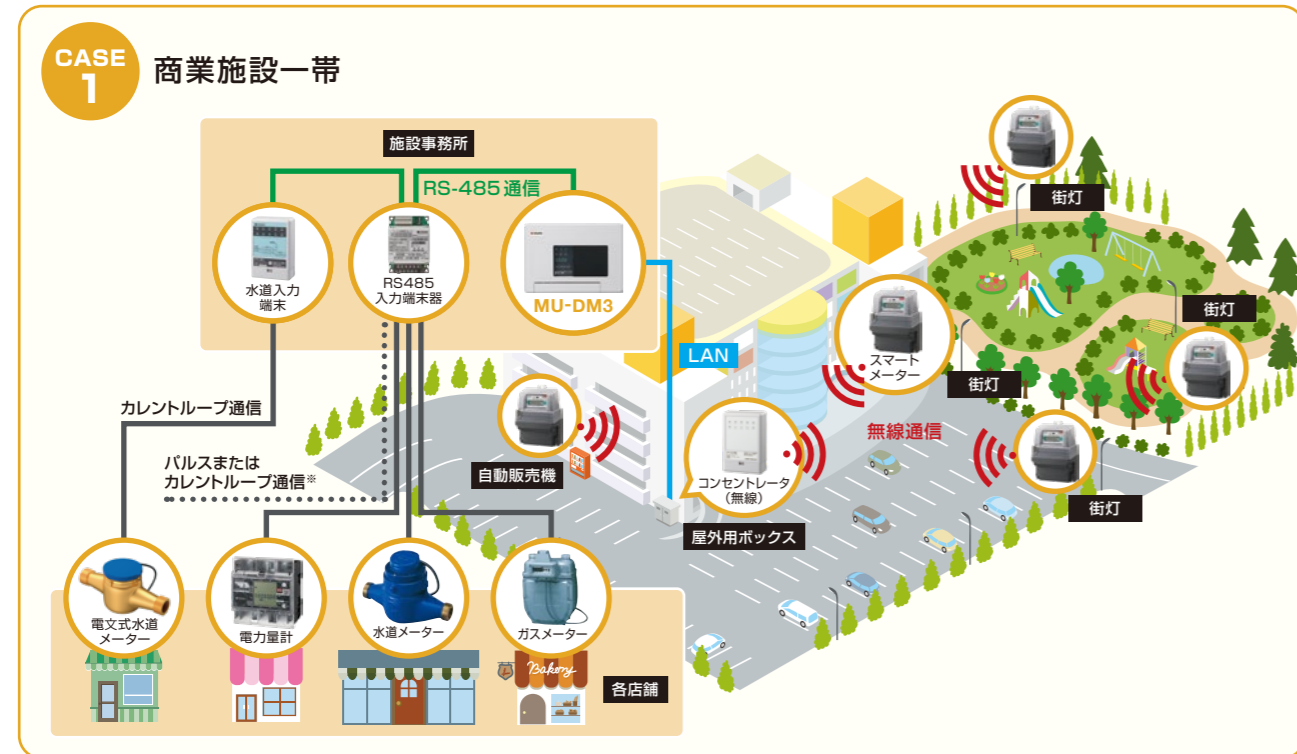 CASE
1
商業施設一帯
施設事務所
RS-485通信
水道入力
端末
RS485
入力端末器
MU-DM3
LAN
カレントループ通信
パルスまたは
カレントループ通信※
自動販売機
コンセントレータ
(無線)
屋外用ボックス
無線通信
スマート
メーター
街灯
街灯
街灯
街灯
電文式水道
メーター
電力量計
水道メーター
ガスメーター
Bakery
各店舗